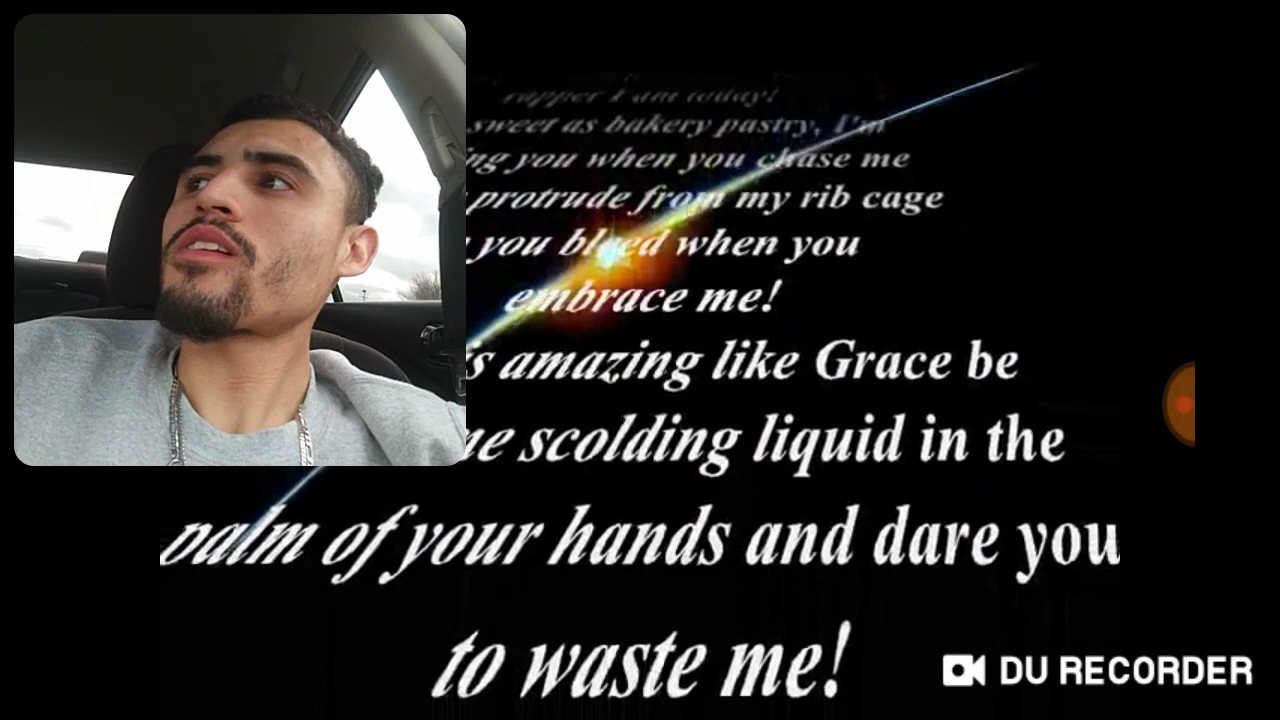 rapper I am today!
sweet as bakery pastry, I'm
ing you when you chase me
protrude from my rib cage
you bleed when you
embrace me!
is amazing like Grace be
me scolding liquid in the
palm of your hands and dare you
to waste me!
DU RECORDER